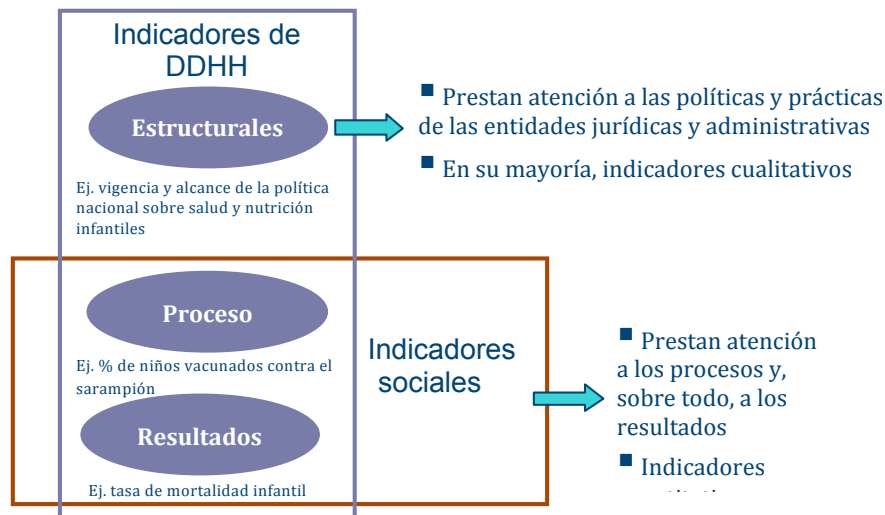 Indicadores de
DDHH
Estructurales
Ej. vigencia y alcance de la política
nacional sobre salud y nutrición
infantiles
▪ Prestan atención a las políticas y prácticas
de las entidades jurídicas y administrativas
▪ En su mayoría, indicadores cualitativos
Proceso
Ej. % de niños vacunados contra el
sarampión
Resultados
Ej. tasa de mortalidad infantil
Indicadores
sociales
▪ Prestan atención
a los procesos y,
sobre todo, a los
resultados
▪ Indicadores